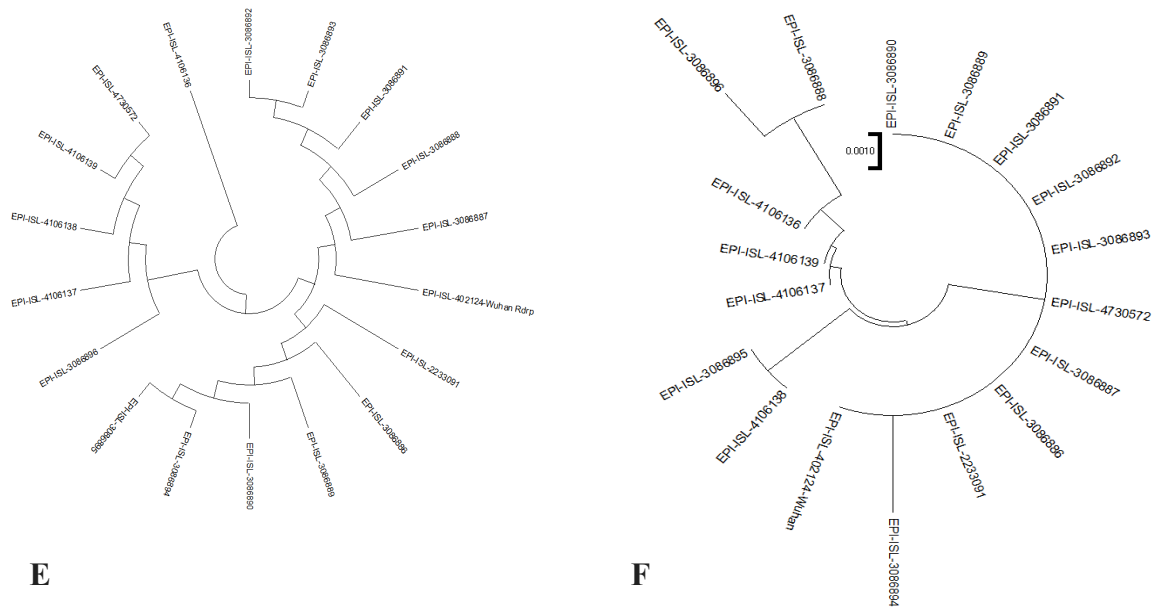 EPI-ISL-4106136
EPI-ISL-3086892
EPI-ISL-3086893
EPI-ISL-3086891
EPI-ISL-3086888
EPI-ISL-3086887
EPI-ISL-402124-Wuhan Rdrp
EPI-ISL-2233091
EPI-ISL-3086886
EPI-ISL-3086889
EPI-ISL-3086890
EPI-ISL-3086894
EPI-ISL-3086895
EPI-ISL-3086896
EPI-ISL-4106137
EPI-ISL-4106138
EPI-ISL-4106139
EPI-ISL-4730572
E
EPI-ISL-3086896
EPI-ISL-3086888
EPI-ISL-3086890
EPI-ISL-3086889
EPI-ISL-3086891
EPI-ISL-3086892
EPI-ISL-3086893
EPI-ISL-4730572
EPI-ISL-3086887
EPI-ISL-3086886
EPI-ISL-2233091
EPI-ISL-3086894
EPI-ISL-402124-Wuhan
EPI-ISL-4106138
EPI-ISL-3086895
EPI-ISL-4106137
EPI-ISL-4106139
EPI-ISL-4106136
0.0010
F